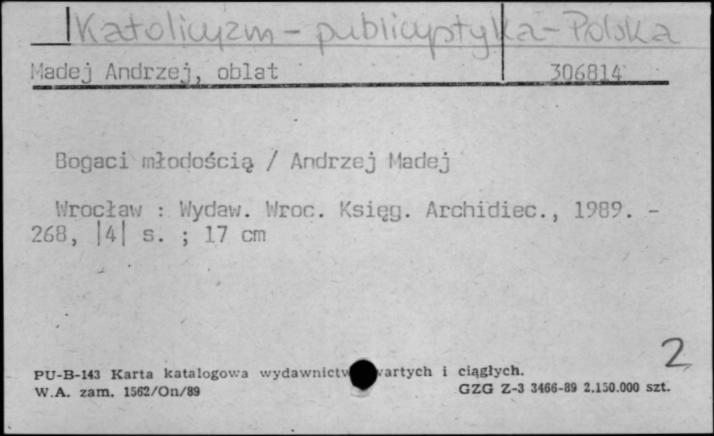 Katolicyzm - publicystyka - Polska
Madej Andrzej, oblat 306814
Bogaci młodością / Andrzej Madej
Wrocław : Wydaw. Wroc. Księg. Archidiec., 1989. -
268, |4| s. ; 17 cm
2
PU-B-143 Karta katalogowa wydawnictw wartych i ciągłych.
W.A. zam. 1562/On/89 GZG Z-3 3466-89 2.150.000 szt.